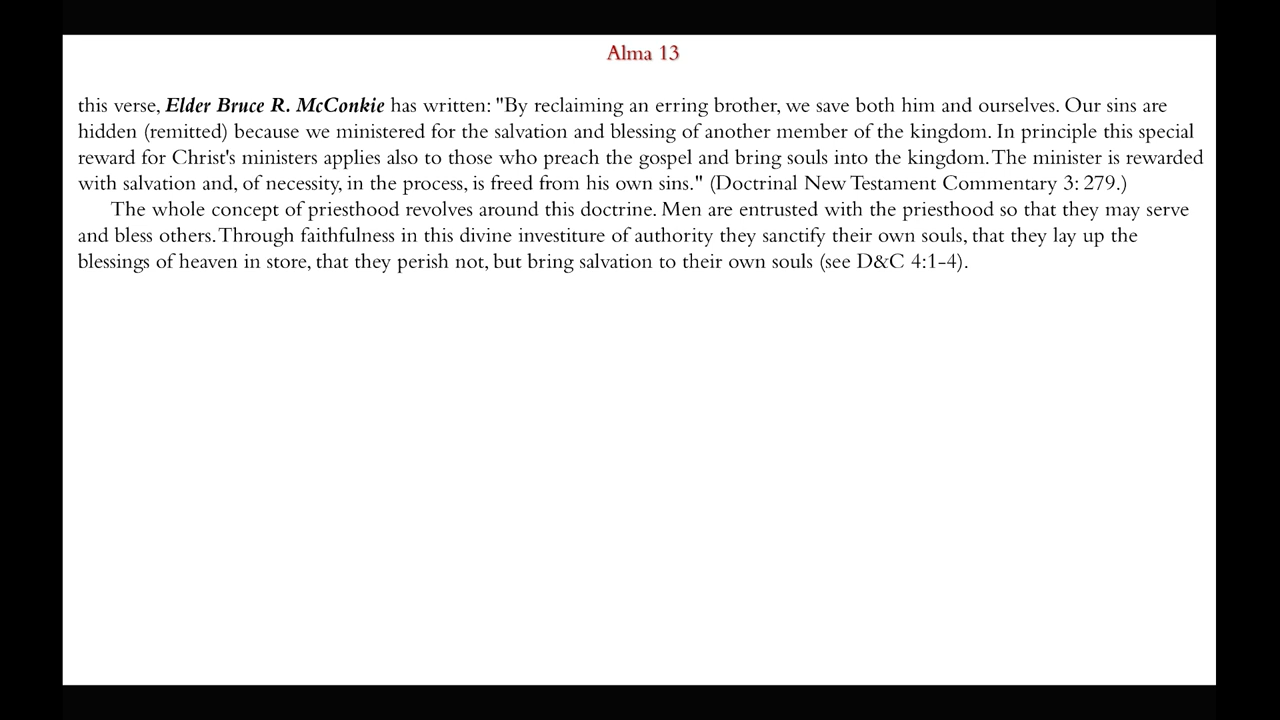 Alma 13
this verse, Elder Bruce R. McConkie has written: "By reclaiming an erring brother, we save both him and ourselves. Our sins are
hidden (remitted) because we ministered for the salvation and blessing of another member of the kingdom. In principle this special
reward for Christ's ministers applies also to those who preach the gospel and bring souls into the kingdom. The minister is rewarded
with salvation and, of necessity, in the process, is freed from his own sins." (Doctrinal New Testament Commentary 3: 279.)
The whole concept of priesthood revolves around this doctrine. Men are entrusted with the priesthood so that they may serve
and bless others. Through faithfulness in this divine investiture of authority they sanctify their own souls, that they lay up the
blessings of heaven in store, that they perish not, but bring salvation to their own souls (see D&C 4:1-4).